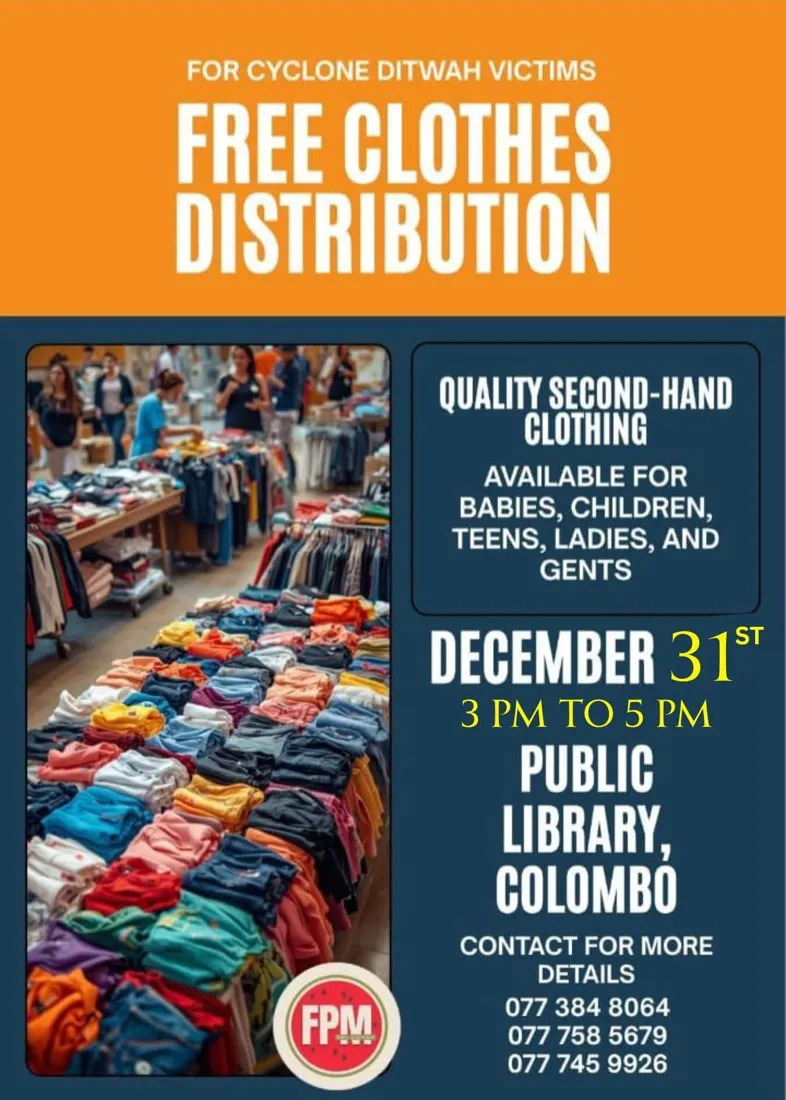 FOR CYCLONE DITWAH VICTIMS
FREE CLOTHES
DISTRIBUTION
QUALITY SECOND-HAND
CLOTHING
AVAILABLE FOR
BABIES, CHILDREN,
TEENS, LADIES, AND
GENTS
DECEMBER 31ST
3 PM TO 5 PM
PUBLIC
LIBRARY,
COLOMBO
CONTACT FOR MORE
DETAILS
077 384 8064
077 758 5679
077 745 9926
FPM